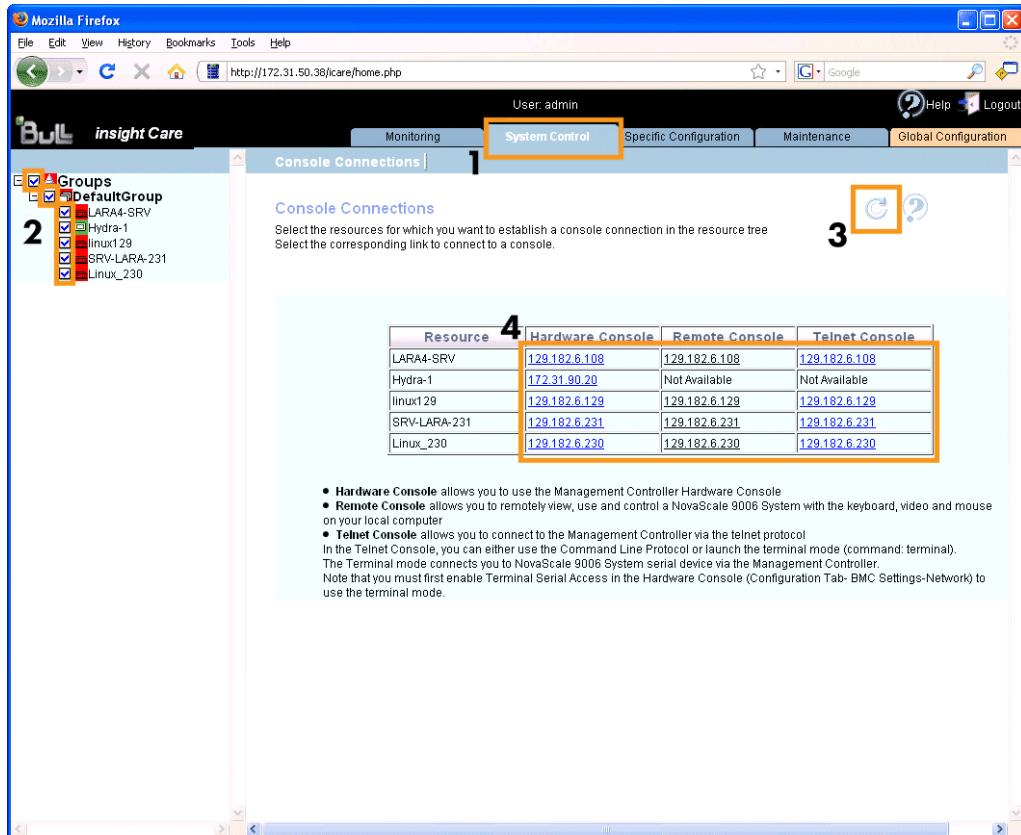 Mozilla Firefox
File Edit View History Bookmarks Tools Help
http://172.31.50.38/icare/home.php
Google
User: admin
Help
Logout
Bull
insight Care
Monitoring
System Control
Specific Configuration
Maintenance
Global Configuration
1
Console Connections
Groups
DefaultGroup
LARA4-SRV
Hydra-1
linux129
SRV-LARA-231
Linux_230
2
Console Connections
Select the resources for which you want to establish a console connection in the resource tree
Select the corresponding link to connect to a console.
3
4
Resource Hardware Console Remote Console Telnet Console
LARA4-SRV 129.182.6.108 129.182.6.108 129.182.6.108
Hydra-1 172.31.90.20 Not Available Not Available
linux129 129.182.6.129 129.182.6.129 129.182.6.129
SRV-LARA-231 129.182.6.231 129.182.6.231 129.182.6.231
Linux_230 129.182.6.230 129.182.6.230 129.182.6.230
• Hardware Console allows you to use the Management Controller Hardware Console
• Remote Console allows you to remotely view, use and control a NovaScale 9006 System with the keyboard, video and mouse
on your local computer
• Telnet Console allows you to connect to the Management Controller via the telnet protocol
In the Telnet Console, you can either use the Command Line Protocol or launch the terminal mode (command: terminal).
The Terminal mode connects you to NovaScale 9006 System serial device via the Management Controller.
Note that you must first enable Terminal Serial Access in the Hardware Console (Configuration Tab- BMC Settings-Network) to
use the terminal mode.